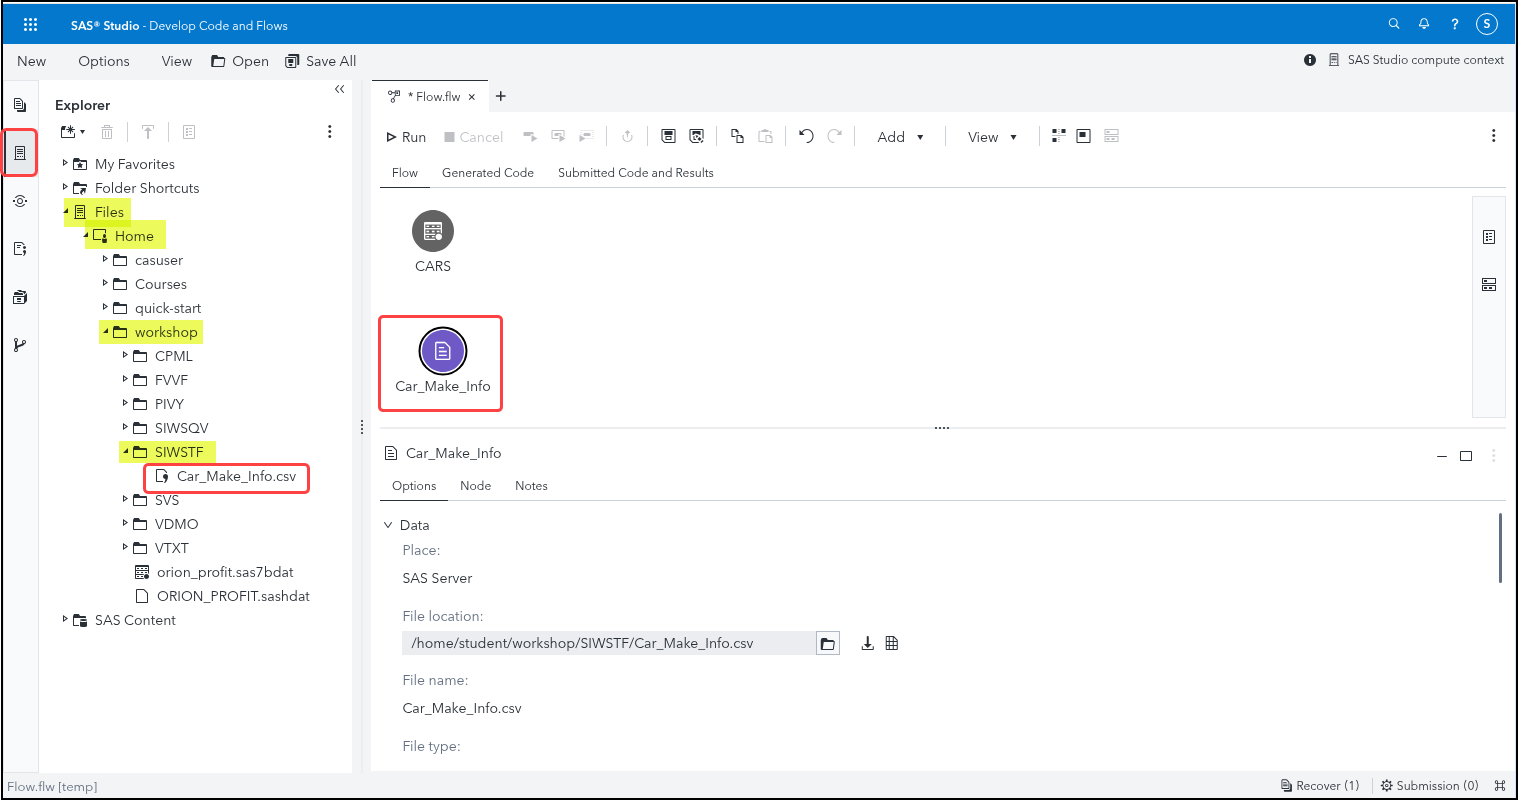 SAS® Studio - Develop Code and Flows
?
S
New
Options
View
Open
Save All
SAS Studio compute context
Explorer
My Favorites
Folder Shortcuts
Files
Home
casuser
Courses
quick-start
workshop
CPML
FVVF
PIVY
SIWSQV
SIWSTF
Car_Make_Info.csv
SVS
VDMO
VTXT
orion_profit.sas7bdat
ORION_PROFIT.sashdat
SAS Content
* Flow.flw
Run
Cancel
Add
View
Flow
Generated Code
Submitted Code and Results
CARS
Car_Make_Info
Car_Make_Info
Options
Node
Notes
Data
Place:
SAS Server
File location:
/home/student/workshop/SIWSTF/Car_Make_Info.csv
File name:
Car_Make_Info.csv
File type:
Flow.flw [temp]
Recover (1)
Submission (0)